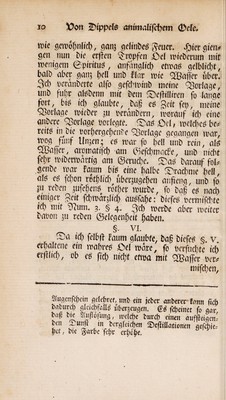 10 Von Dippels animalischem Oele.
wie gewöhnlich, ganz gelindes Feuer. Hier gien-
gen nun die ersten Tropfen Oel wiederum mit
wenigem Spiritus, anfänglich etwas gelblicht,
bald aber ganz hell und klar wie Wasser über.
Ich veränderte also geschwind meine Vorlage,
und fuhr alsdenn mit dem Destilliren so lange
fort, bis ich glaubte, daß es Zeit sey, meine
Vorlage wieder zu verändern, worauf ich eine
andere Vorlage vorlegte. Das Oel, welches be-
reits in die vorhergehende Vorlage gegangen war,
wog fünf Unzen; es war so hell und rein, als
Wasser, aromatisch am Geschmacke, und nicht
sehr widerwärtig am Geruche. Das darauf fol-
gende war kaum bis eine halbe Drachme hell,
als es schon röthlich überzugehen anfieng, und so
zu reden zusehens röther wurde, so daß es nach
einiger Zeit schwärzlich aussahe: dieses vermischte
ich mit Num. 3. § 4. Ich werde aber weiter
davon zu reden Gelegenheit haben.
§. VI.
Da ich selbst kaum glaubte, daß dieses §. V.
erhaltene ein wahres Oel wäre, so versuchte ich
erstlich, ob es sich nicht etwa mit Wasser ver-
mischen,
Augenschein gelehret, und ein jeder anderer kann sich
dadurch gleichfalls überzeugen. Es scheinet so gar,
daß die Auflösung, welche durch einen aufsteigen-
den Dunst in dergleichen Destillationen geschie-
het, die Farbe sehr erhöhe.